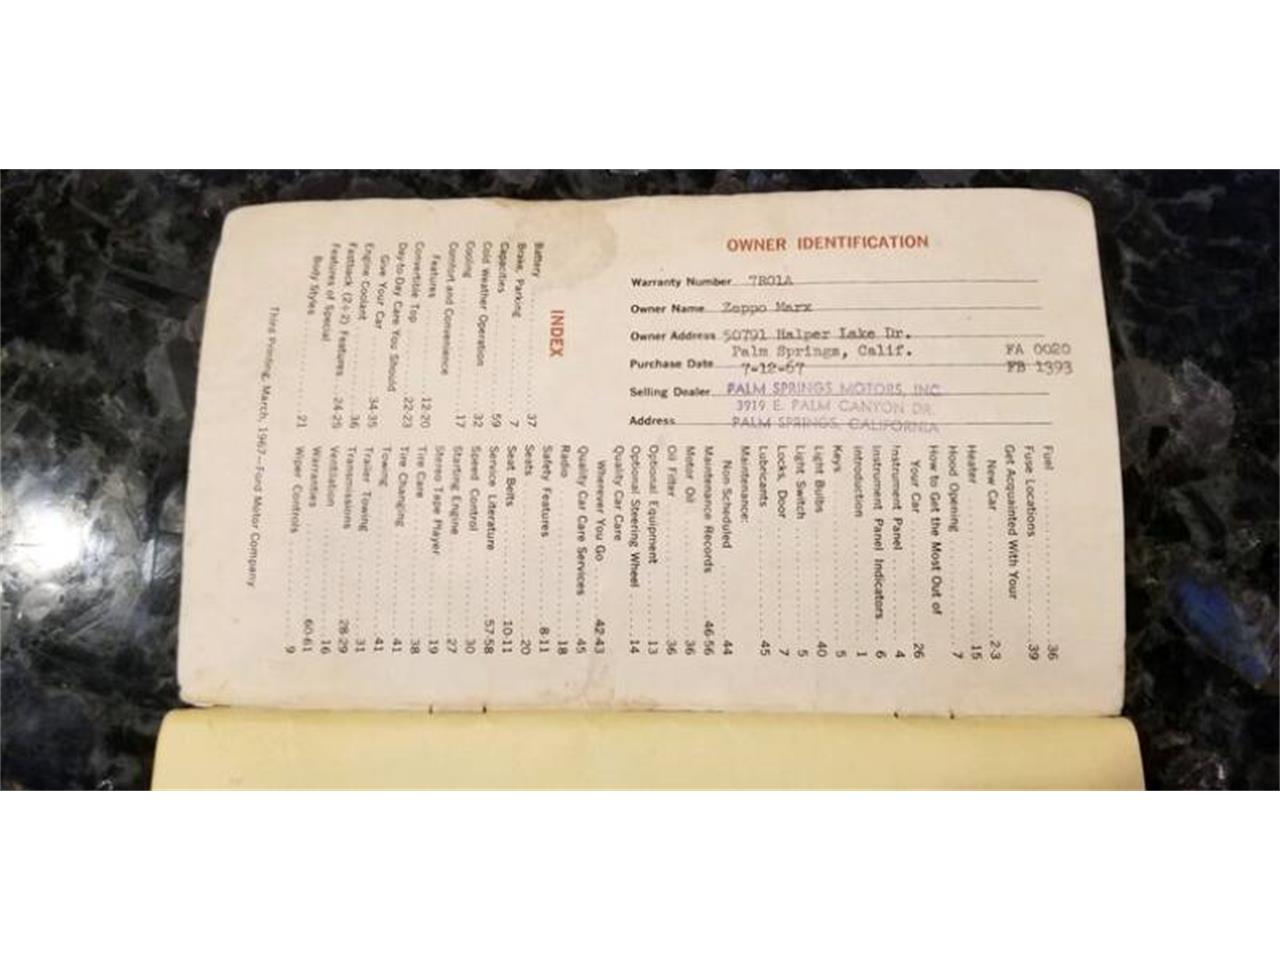 OWNER IDENTIFICATION
Warranty Number 7R01A
Owner Name Zeppo Marx
Owner Address 50791 Halper Lake Dr.
Palm Springs, Calif. FA 0020
Purchase Date 7-12-67 FB 1393
Selling Dealer PALM SPRINGS MOTORS, INC.
3919 E. PALM CANYON DR.
Address PALM SPRINGS, CALIFORNIA
INDEX
Battery 37
Brake, Parking 7
Capacities 59
Cold Weather Operation 32
Cooling
Comfort and Convenience
Features 17
Convertible Top 12-20
Day-to-Day Care You Should
Give Your Car 22-23
Engine Coolant 34-35
Fastback (2+2) Features 36
Features of Special
Body Styles 24-25
21
Fuel 36
Fuse Locations 39
Get Acquainted With Your
New Car 2-3
Heater 15
Hood Opening 7
How to Get the Most Out of
Your Car 26
Instrument Panel 4
Instrument Panel Indicators 6
Introduction 1
Keys 5
Light Bulbs 40
Light Switch 5
Locks, Door 7
Lubricants 45
Maintenance:
Non-Scheduled 44
Maintenance Records 46-56
Motor Oil 36
Oil Filter 36
Optional Equipment 13
Optional Steering Wheel 14
Quality Car Care
Wherever You Go 42-43
Quality Car Care Services 45
Radio 18
Safety Features 8-11
Seats 20
Seat Belts 10-11
Service Literature 57-58
Speed Control 30
Starting Engine 27
Stereo Tape Player 19
Tire Care 38
Tire Changing 41
Towing 41
Trailer Towing 31
Transmissions 28-29
Ventilation 16
Warranties 60-61
Wiper Controls 9
Third Printing, March, 1967—Ford Motor Company